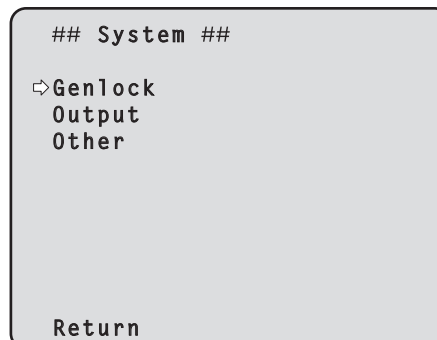 ## System ##
⇨Genlock
Output
Other
Return